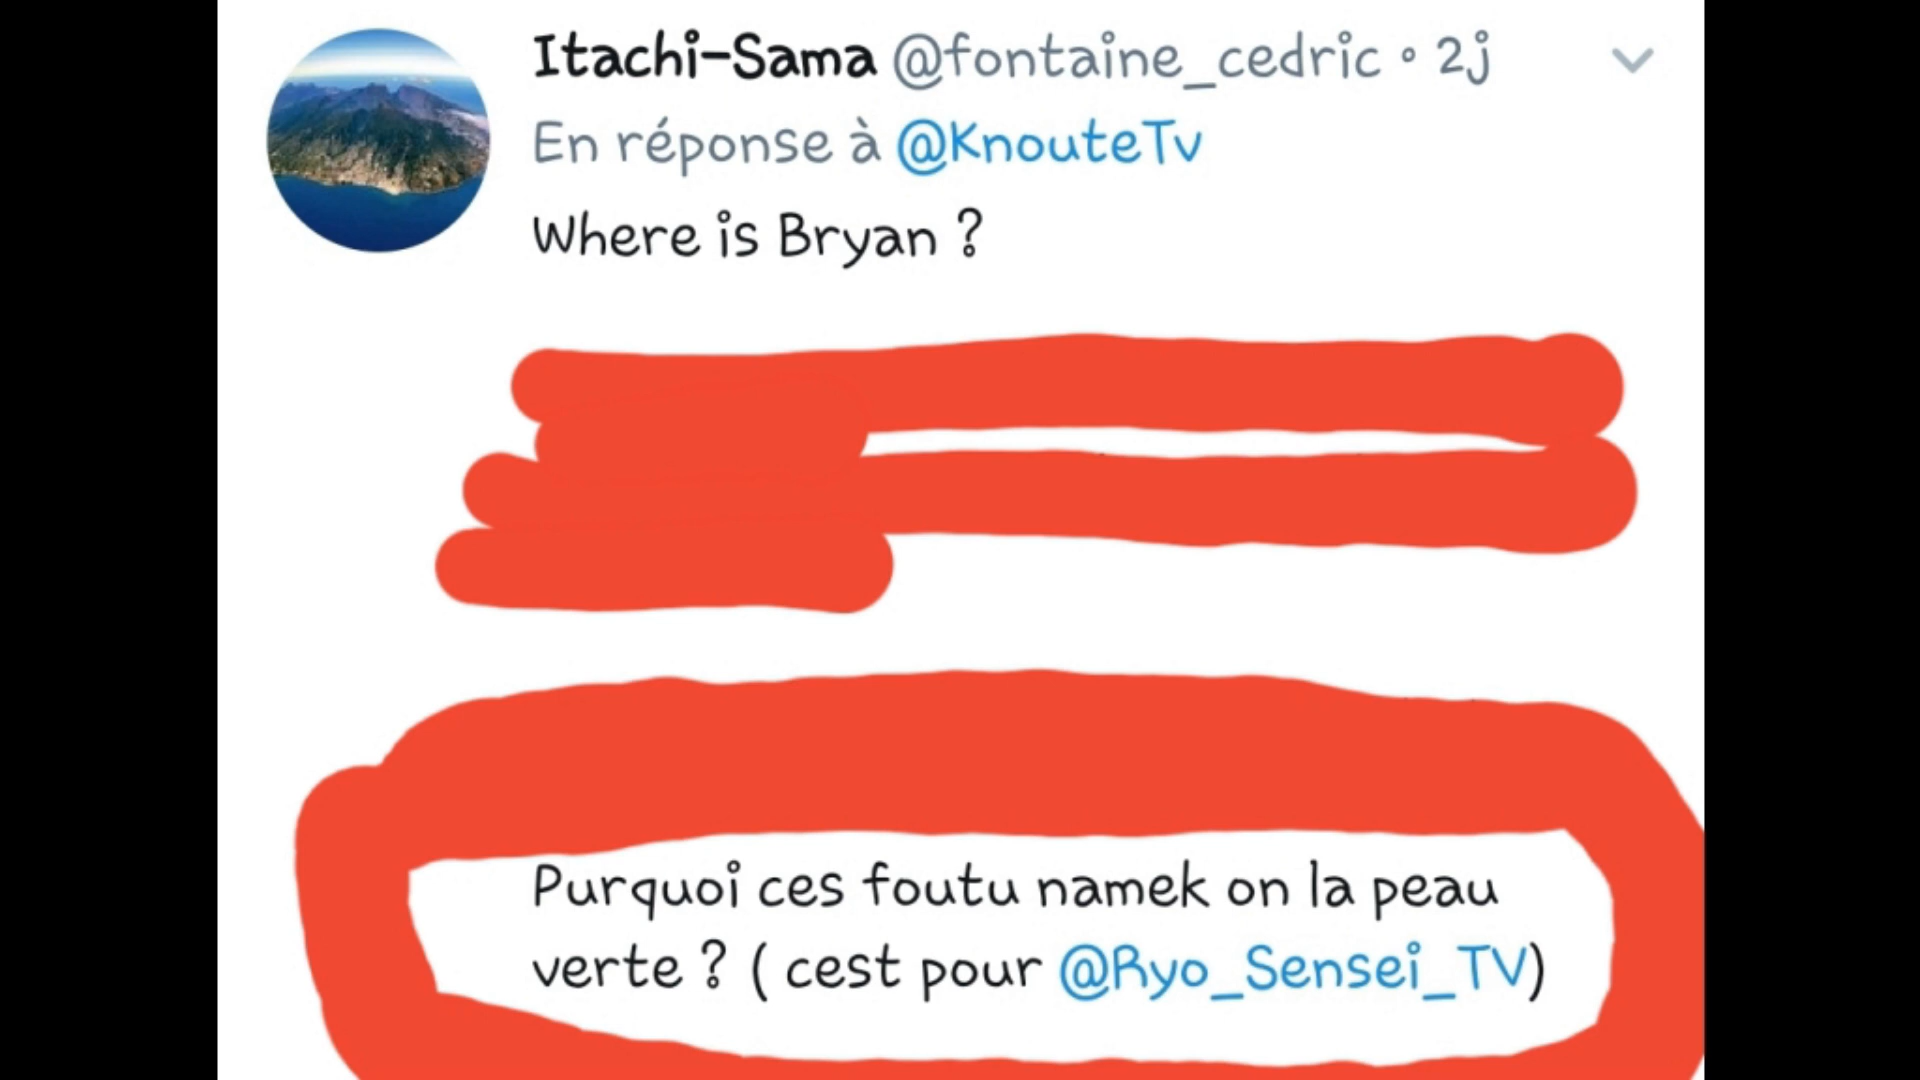 Itachi-Sama @fontaine_cedric • 2j
En réponse à @KnouteTv
Where is Bryan ?
Purquoi ces foutu namek on la peau
verte ? ( cest pour @Ryo_Sensei_TV)